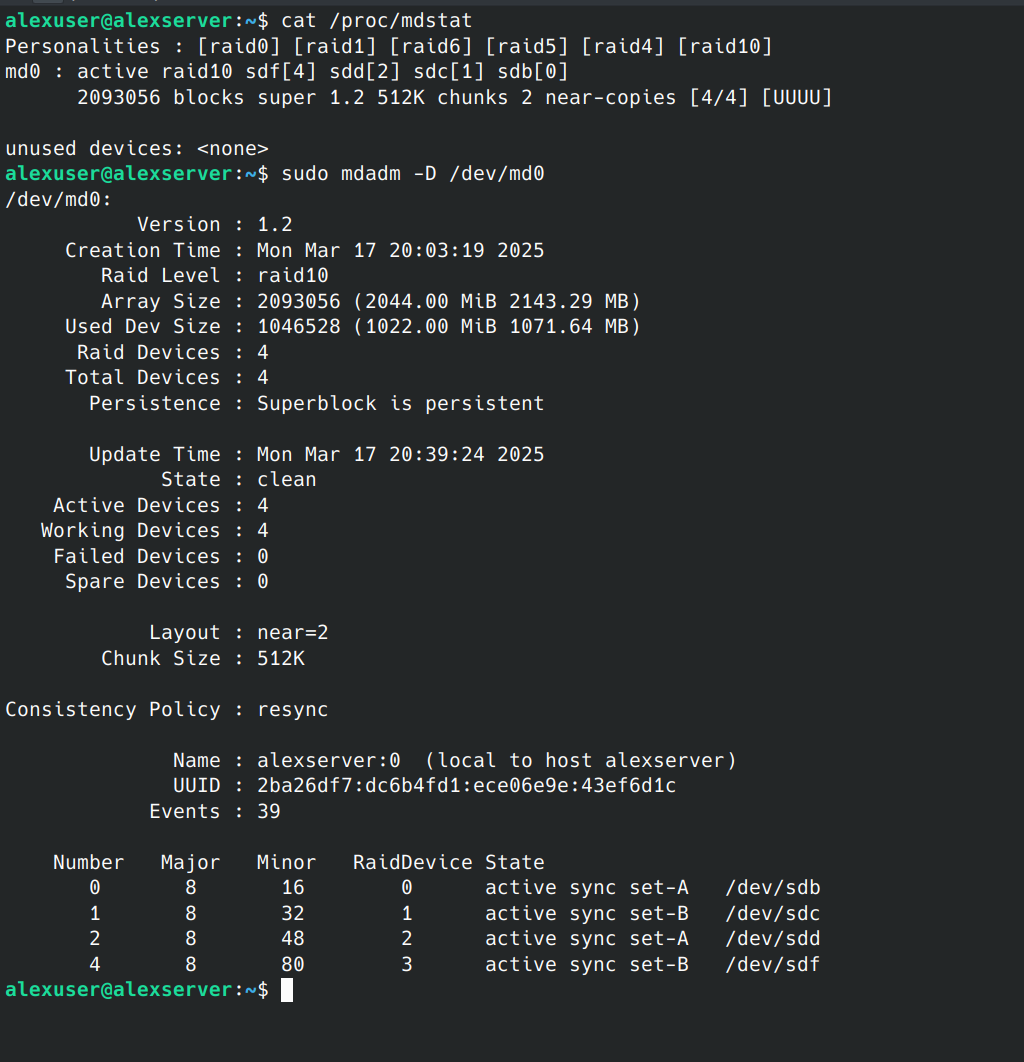 alexuser@alexserver:~$ cat /proc/mdstat
Personalities : [raid0] [raid1] [raid6] [raid5] [raid4] [raid10]
md0 : active raid10 sdf[4] sdd[2] sdc[1] sdb[0]
      2093056 blocks super 1.2 512K chunks 2 near-copies [4/4] [UUUU]

unused devices: <none>
alexuser@alexserver:~$ sudo mdadm -D /dev/md0
/dev/md0:
           Version : 1.2
     Creation Time : Mon Mar 17 20:03:19 2025
        Raid Level : raid10
        Array Size : 2093056 (2044.00 MiB 2143.29 MB)
     Used Dev Size : 1046528 (1022.00 MiB 1071.64 MB)
      Raid Devices : 4
     Total Devices : 4
       Persistence : Superblock is persistent

       Update Time : Mon Mar 17 20:39:24 2025
             State : clean
    Active Devices : 4
   Working Devices : 4
    Failed Devices : 0
     Spare Devices : 0

            Layout : near=2
        Chunk Size : 512K

Consistency Policy : resync

              Name : alexserver:0  (local to host alexserver)
              UUID : 2ba26df7:dc6b4fd1:ece06e9e:43ef6d1c
            Events : 39

    Number   Major   Minor   RaidDevice State
       0       8       16        0      active sync set-A   /dev/sdb
       1       8       32        1      active sync set-B   /dev/sdc
       2       8       48        2      active sync set-A   /dev/sdd
       4       8       80        3      active sync set-B   /dev/sdf
alexuser@alexserver:~$